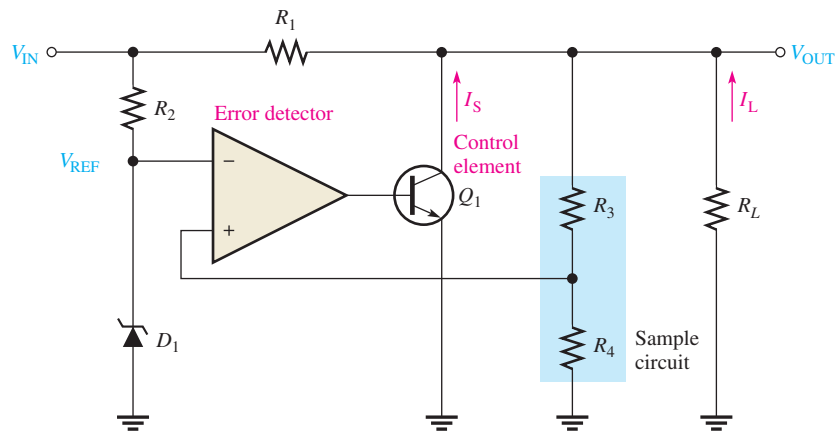 R1
VIN
VOUT
R2
Error detector
IS
IL
Control
element
VREF
−
Q1
R3
RL
+
D1
R4
Sample
circuit